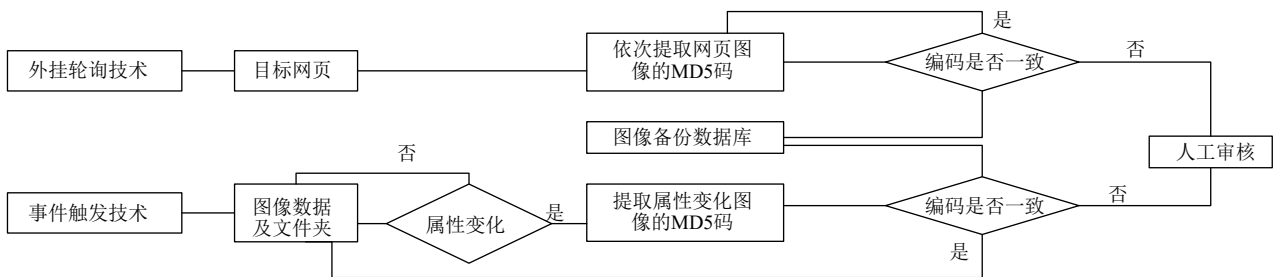 是
外挂轮询技术
目标网页
依次提取网页图
像的MD5码
编码是否一致
否
图像备份数据库
人工审核
否
事件触发技术
图像数据
及文件夹
属性变化
是
提取属性变化图
像的MD5码
编码是否一致
否
是